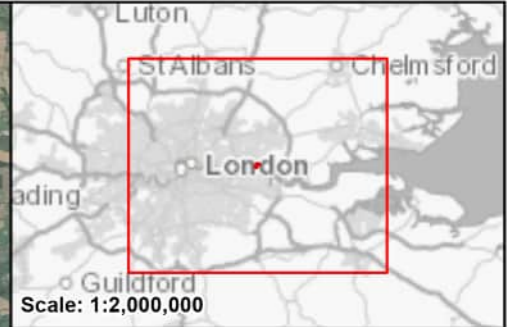 Luton
St Albans
Chelmsford
London
ading
Guildford
Scale: 1:2,000,000